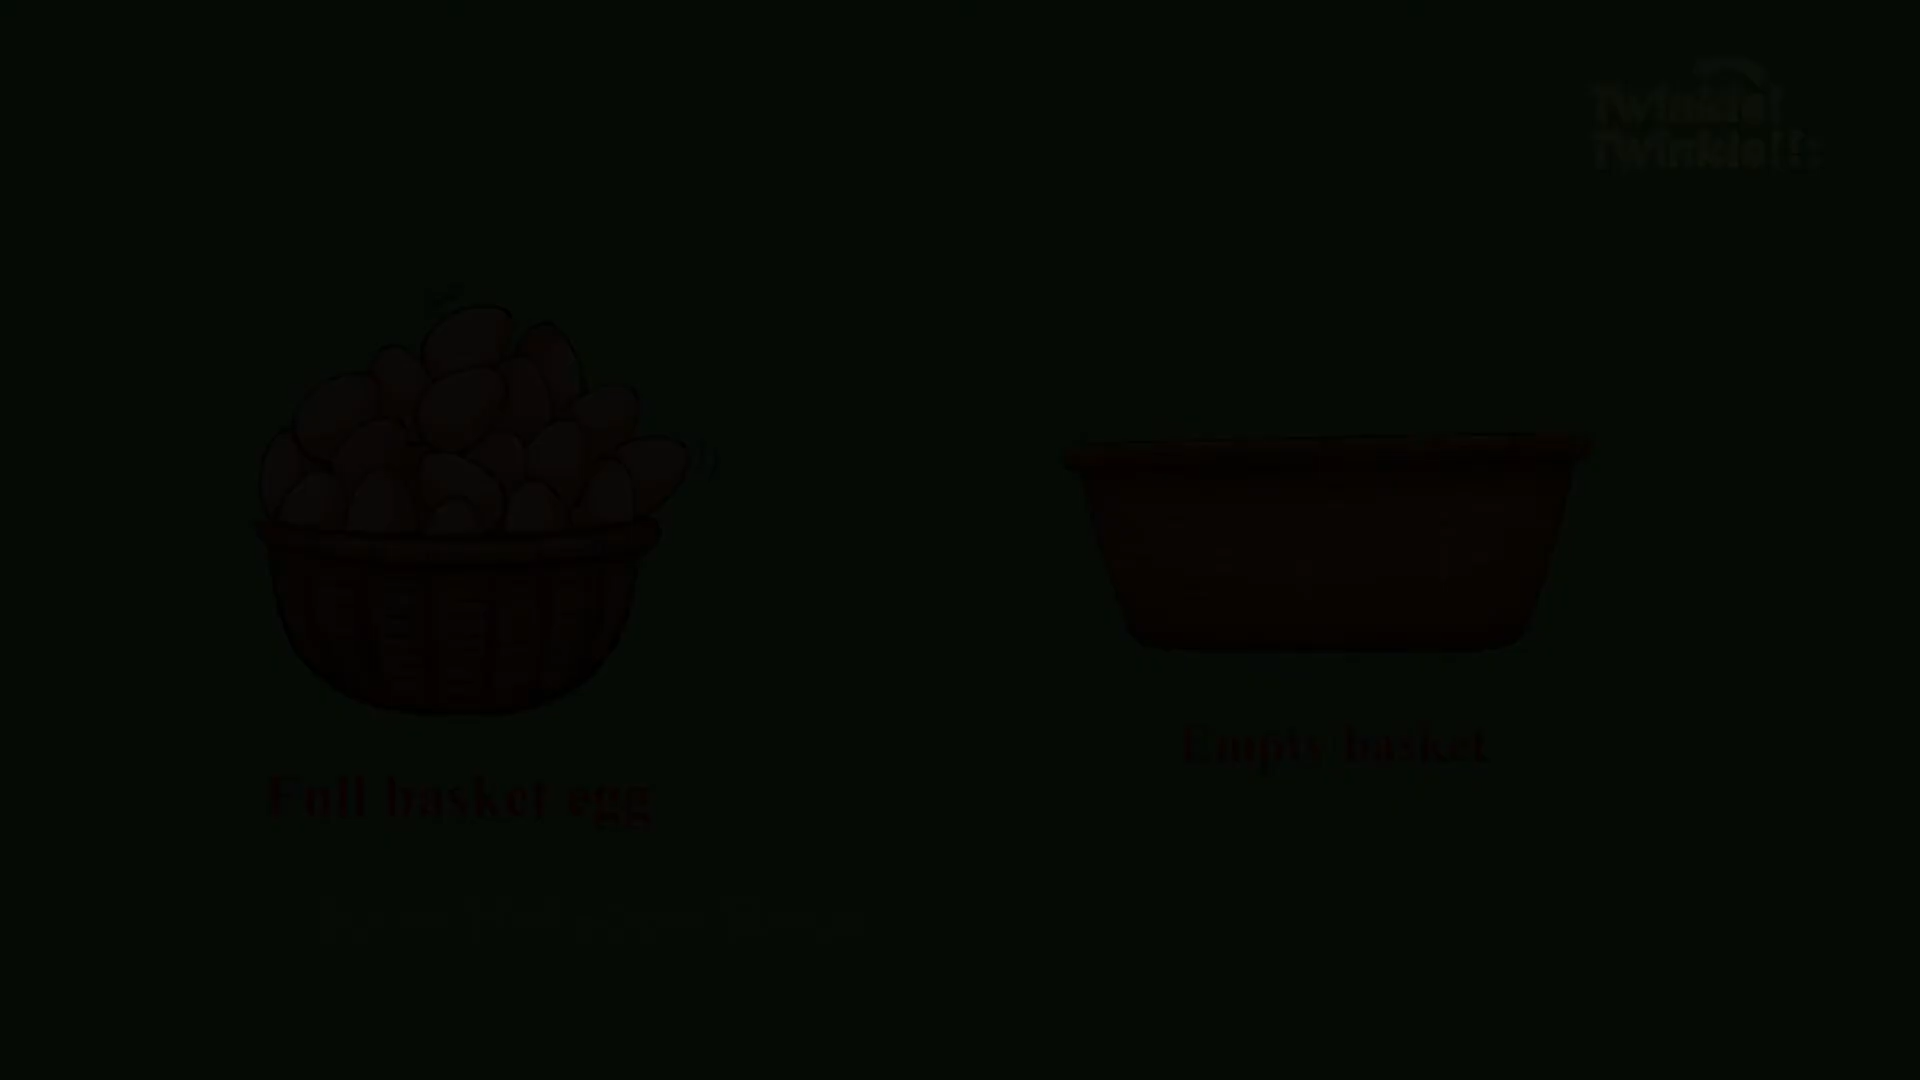 Twinkle!
Twinkle!!
Full basket egg
Empty basket